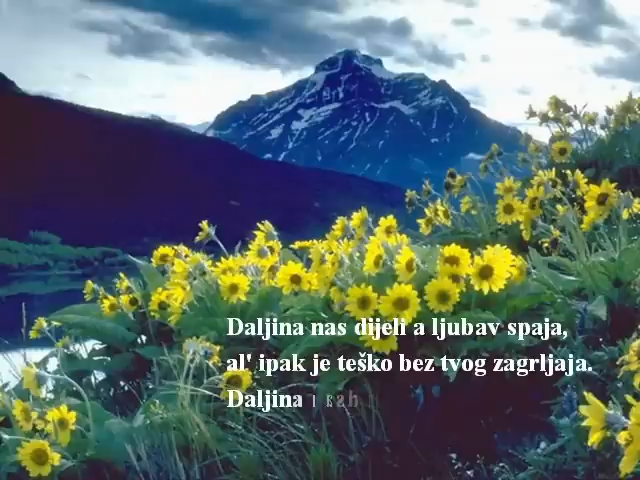 Daljina nas dijeli a ljubav spaja,
al' ipak je teško bez tvog zagrljaja.
Daljina